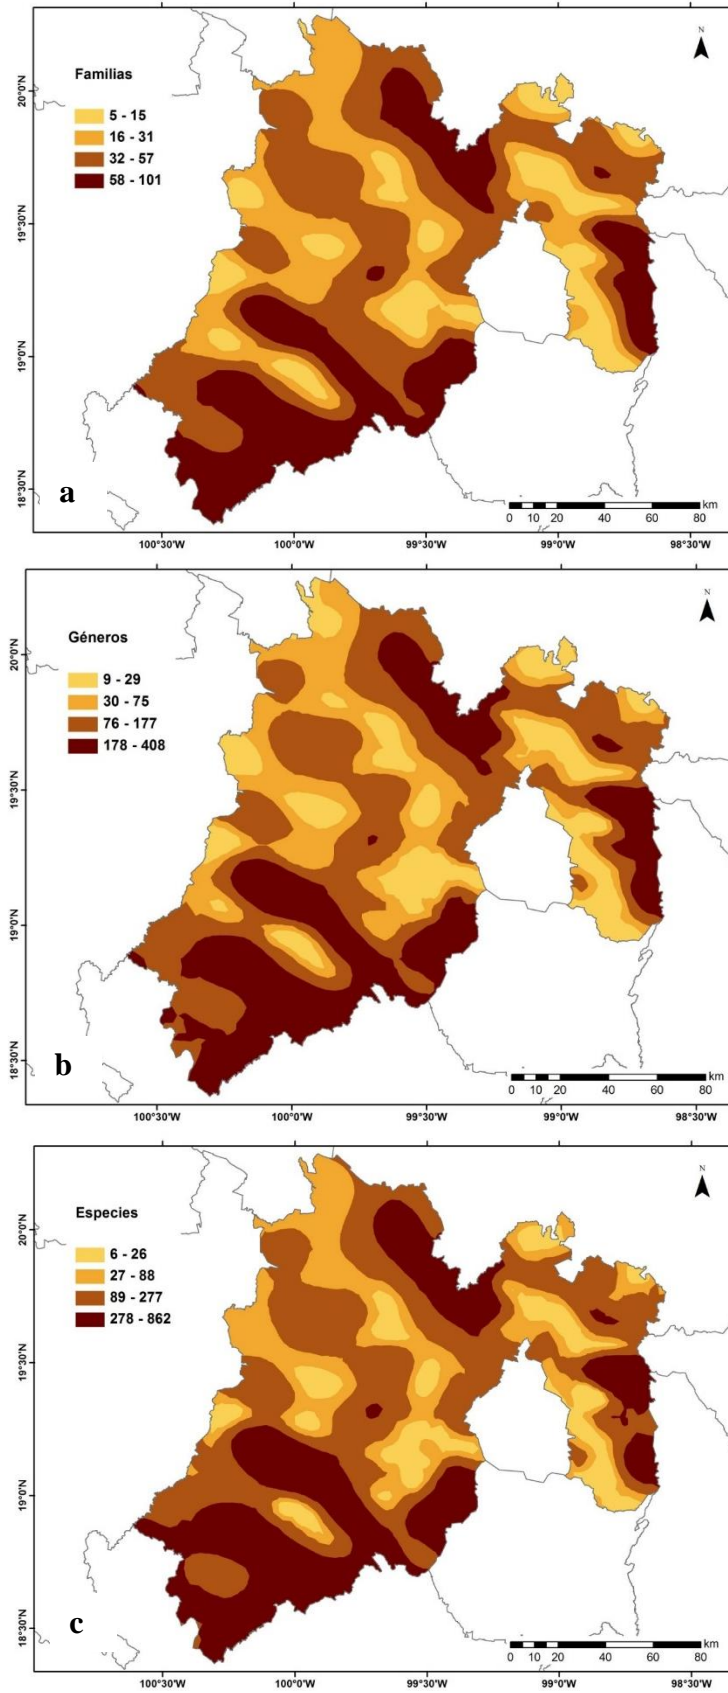 N
Familias
5 - 15
16 - 31
32 - 57
58 - 101
20°0'N
19°30'N
19°0'N
18°30'N
a
km
0 10 20 40 60 80
100°30'W 100°0'W 99°30'W 99°0'W 98°30'W
N
Géneros
9 - 29
30 - 75
76 - 177
178 - 408
20°0'N
19°30'N
19°0'N
18°30'N
b
km
0 10 20 40 60 80
100°30'W 100°0'W 99°30'W 99°0'W 98°30'W
N
Especies
6 - 26
27 - 88
89 - 277
278 - 862
20°0'N
19°30'N
19°0'N
18°30'N
c
km
0 10 20 40 60 80
100°30'W 100°0'W 99°30'W 99°0'W 98°30'W